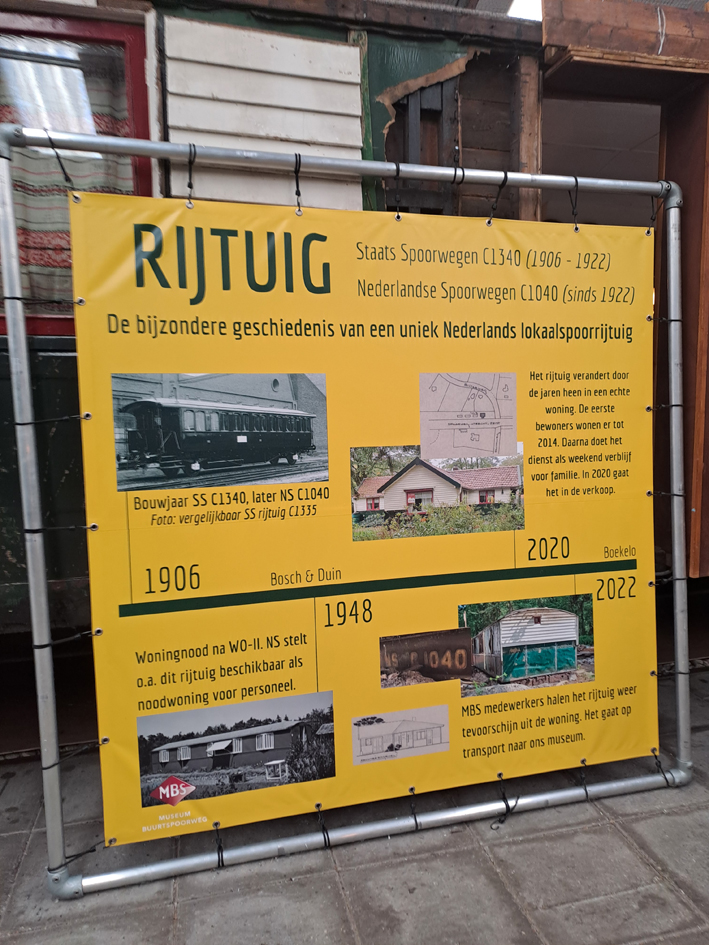 RIJTUIG
Staats Spoorwegen C1340 (1906 - 1922)
Nederlandse Spoorwegen C1040 (sinds 1922)
De bijzondere geschiedenis van een uniek Nederlands lokaalspoorrijtuig
Bouwjaar SS C1340, later NS C1040
Foto: vergelijkbaar SS rijtuig C1335
Het rijtuig verandert door
de jaren heen in een echte
woning. De eerste
bewoners wonen er tot
2014. Daarna doet het
dienst als weekend verblijf
voor familie. In 2020 gaat
het in de verkoop.
1906
Bosch & Duin
1948
2020
Boekelo
2022
Woningnood na WO-II. NS stelt
o.a. dit rijtuig beschikbaar als
noodwoning voor personeel.
1040
MBS medewerkers halen het rijtuig weer
tevoorschijn uit de woning. Het gaat op
transport naar ons museum.
MBS
MUSEUM
BUURTSPOORWEG